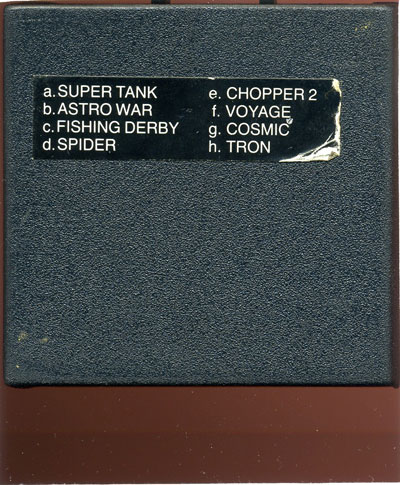 a. SUPER TANK
b. ASTRO WAR
c. FISHING DERBY
d. SPIDER
e. CHOPPER 2
f. VOYAGE
g. COSMIC
h. TRON